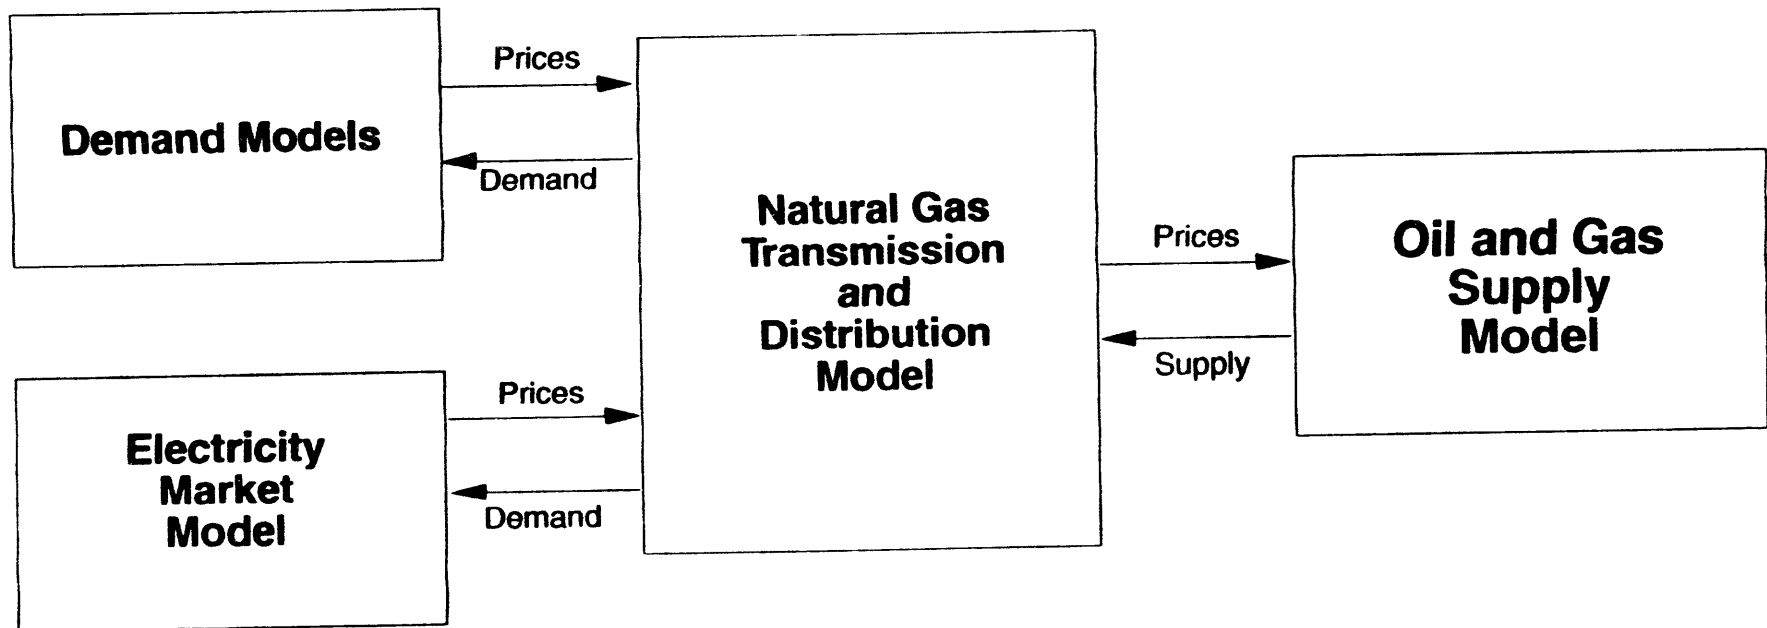 Prices
Demand Models
Demand
Natural Gas
Transmission
and
Distribution
Model
Prices
Supply
Oil and Gas
Supply
Model
Prices
Electricity
Market
Model
Demand